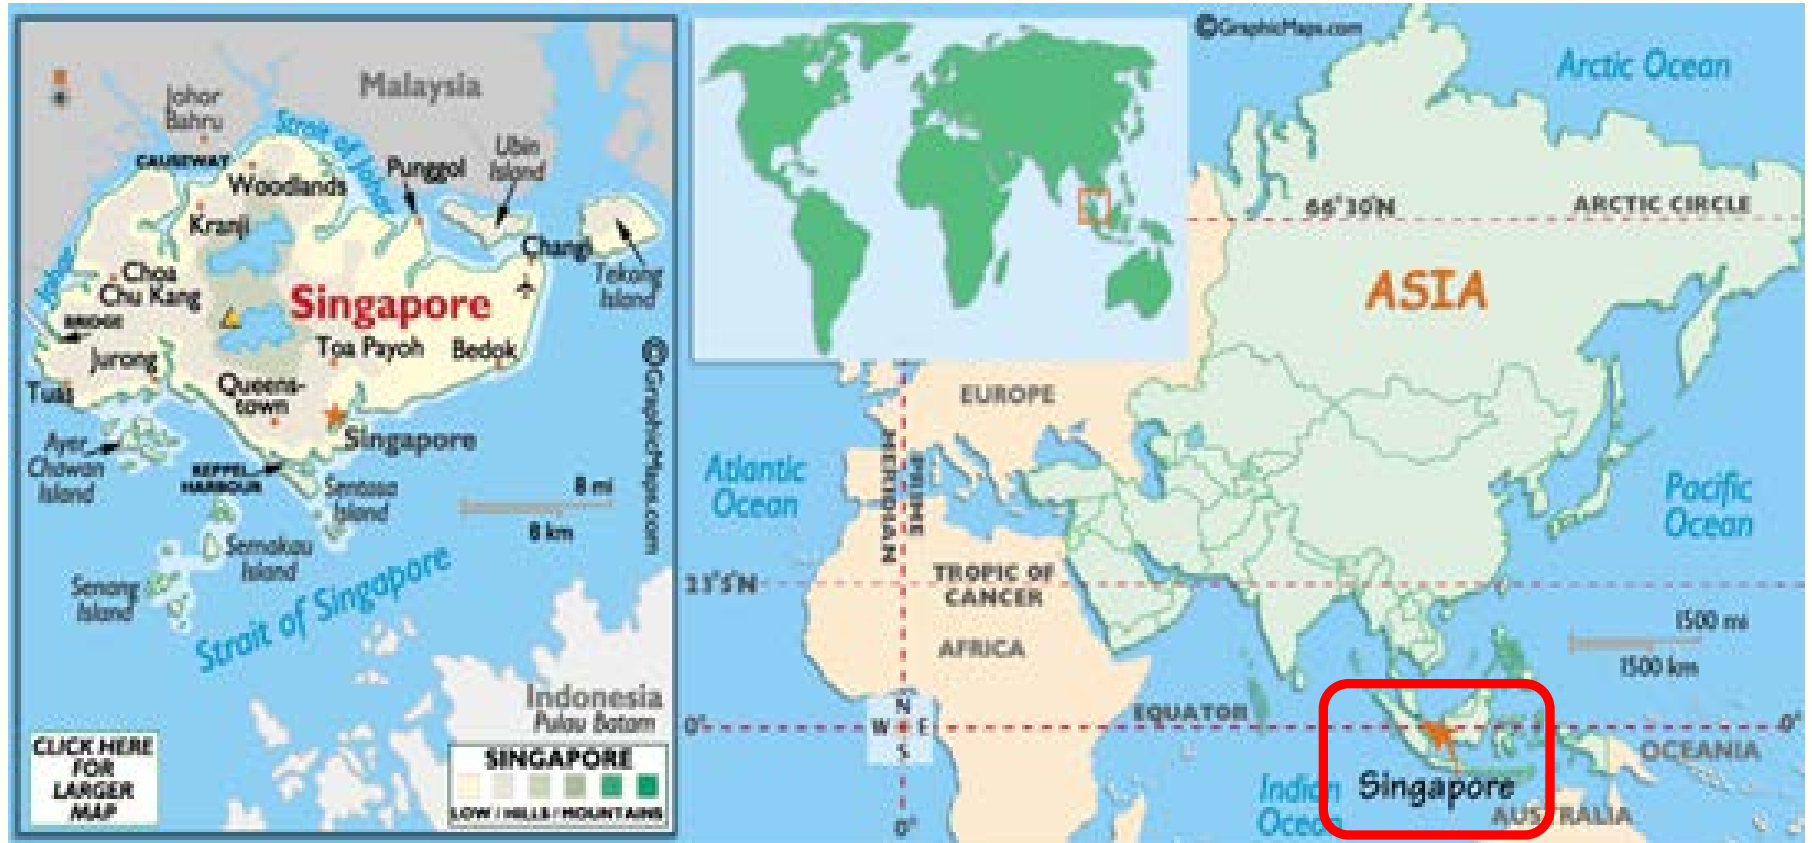 Malaysia
Johor
Bahru
Strait of Johor
CAUSEWAY
Woodlands
Punggol
Ubin
Island
Kranji
Changi
Tekong
Island
Choa
Chu Kang
Singapore
BRIDGE
Jurong
Toa Payoh
Bedok
Tuas
Queens-
town
Singapore
Ayer
Chawan
Island
KEPPEL
HARBOUR
Sentosa
Island
8 mi
8 km
©GraphicMaps.com
Semakau
Island
Senang
Island
Strait of Singapore
Indonesia
Pulau Batam
CLICK HERE
FOR
LARGER
MAP
SINGAPORE
LOW / HILLS / MOUNTAINS
©GraphicMaps.com
Arctic Ocean
66°30'N
ARCTIC CIRCLE
ASIA
EUROPE
Atlantic
Ocean
PRIME
MERIDIAN
Pacific
Ocean
TROPIC OF
CANCER
AFRICA
1500 mi
1500 km
EQUATOR
0°
N
W E
S
0°
0°
OCEANIA
Singapore
Indian
Ocean
AUSTRALIA